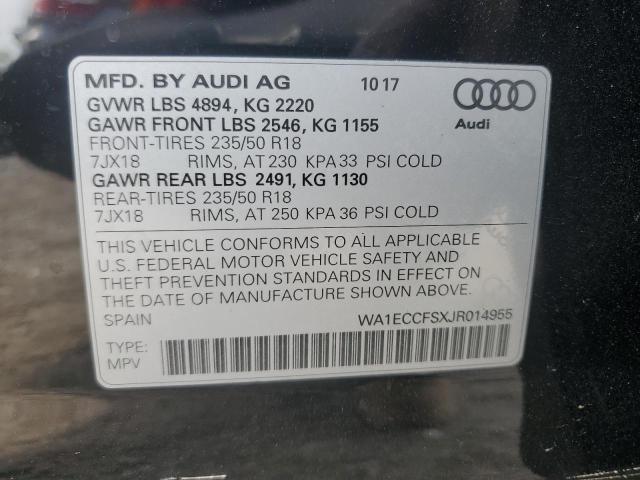 MFD. BY AUDI AG 10 17
GVWR LBS 4894, KG 2220
GAWR FRONT LBS 2546, KG 1155
Audi
FRONT-TIRES 235/50 R18
7JX18 RIMS, AT 230 KPA 33 PSI COLD
GAWR REAR LBS 2491, KG 1130
REAR-TIRES 235/50 R18
7JX18 RIMS, AT 250 KPA 36 PSI COLD
THIS VEHICLE CONFORMS TO ALL APPLICABLE
U.S. FEDERAL MOTOR VEHICLE SAFETY AND
THEFT PREVENTION STANDARDS IN EFFECT ON
THE DATE OF MANUFACTURE SHOWN ABOVE.
SPAIN WA1ECCFSXJR014955
TYPE:
MPV